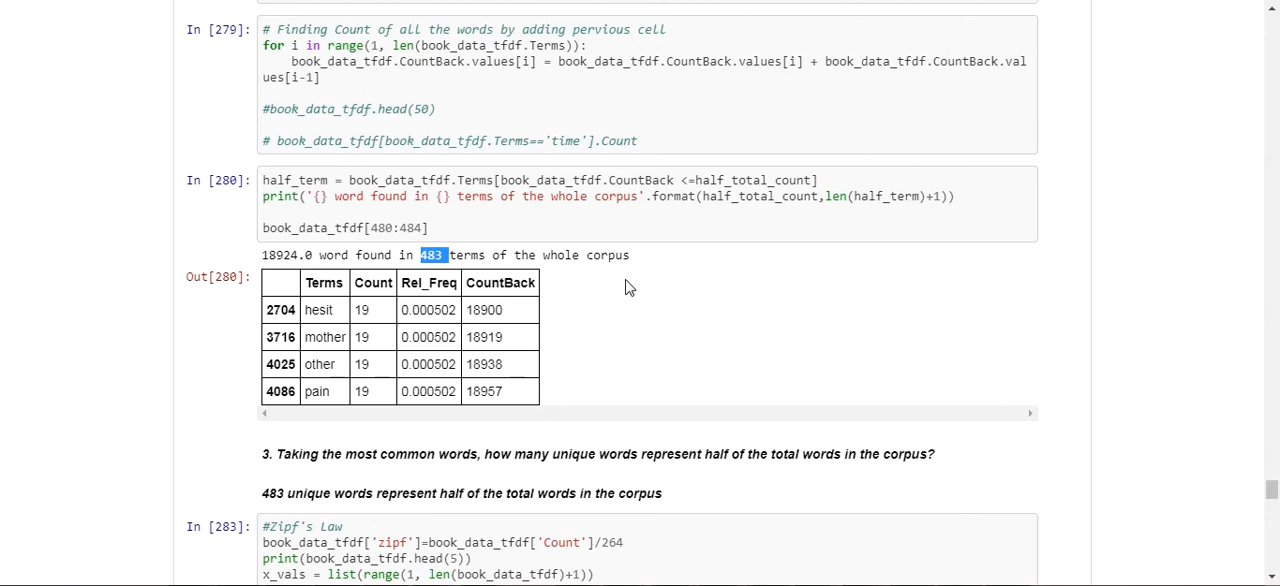 In [279]: # Finding Count of all the words by adding pervious cell
for i in range(1, len(book_data_tfdf.Terms)):
book_data_tfdf.CountBack.values[i] = book_data_tfdf.CountBack.values[i] + book_data_tfdf.CountBack.val
ues[i-1]
#book_data_tfdf.head(50)
# book_data_tfdf[book_data_tfdf.Terms=='time'].Count
In [280]: half_term = book_data_tfdf.Terms[book_data_tfdf.CountBack <=half_total_count]
print('{} word found in {} terms of the whole corpus'.format(half_total_count,len(half_term)+1))
book_data_tfdf[480:484]
18924.0 word found in 483 terms of the whole corpus
Out[280]:
Terms Count Rel_Freq CountBack
2704 hesit 19 0.000502 18900
3716 mother 19 0.000502 18919
4025 other 19 0.000502 18938
4086 pain 19 0.000502 18957
3. Taking the most common words, how many unique words represent half of the total words in the corpus?
483 unique words represent half of the total words in the corpus
In [283]: #Zipf's Law
book_data_tfdf['zipf']=book_data_tfdf['Count']/264
print(book_data_tfdf.head(5))
x_vals = list(range(1, len(book_data_tfdf)+1))